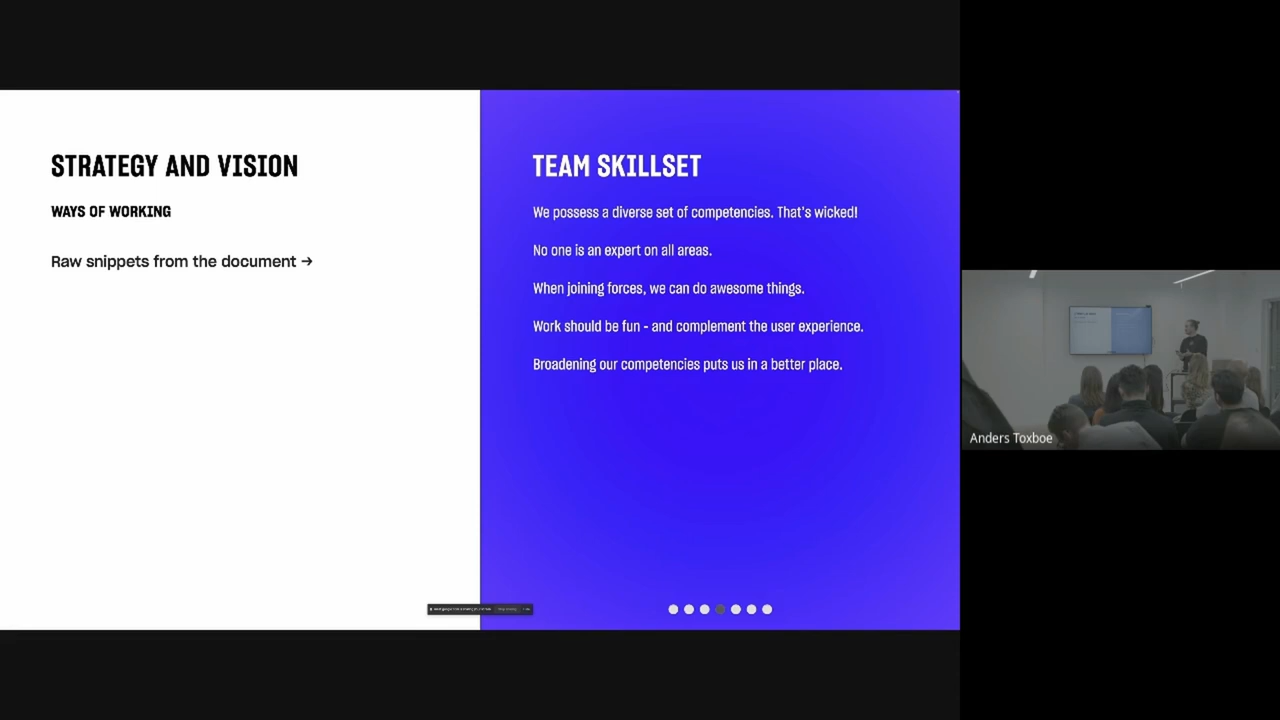 STRATEGY AND VISION
WAYS OF WORKING
Raw snippets from the document →
TEAM SKILLSET
We possess a diverse set of competencies. That's wicked!
No one is an expert on all areas.
When joining forces, we can do awesome things.
Work should be fun - and complement the user experience.
Broadening our competencies puts us in a better place.
Anders Toxboe